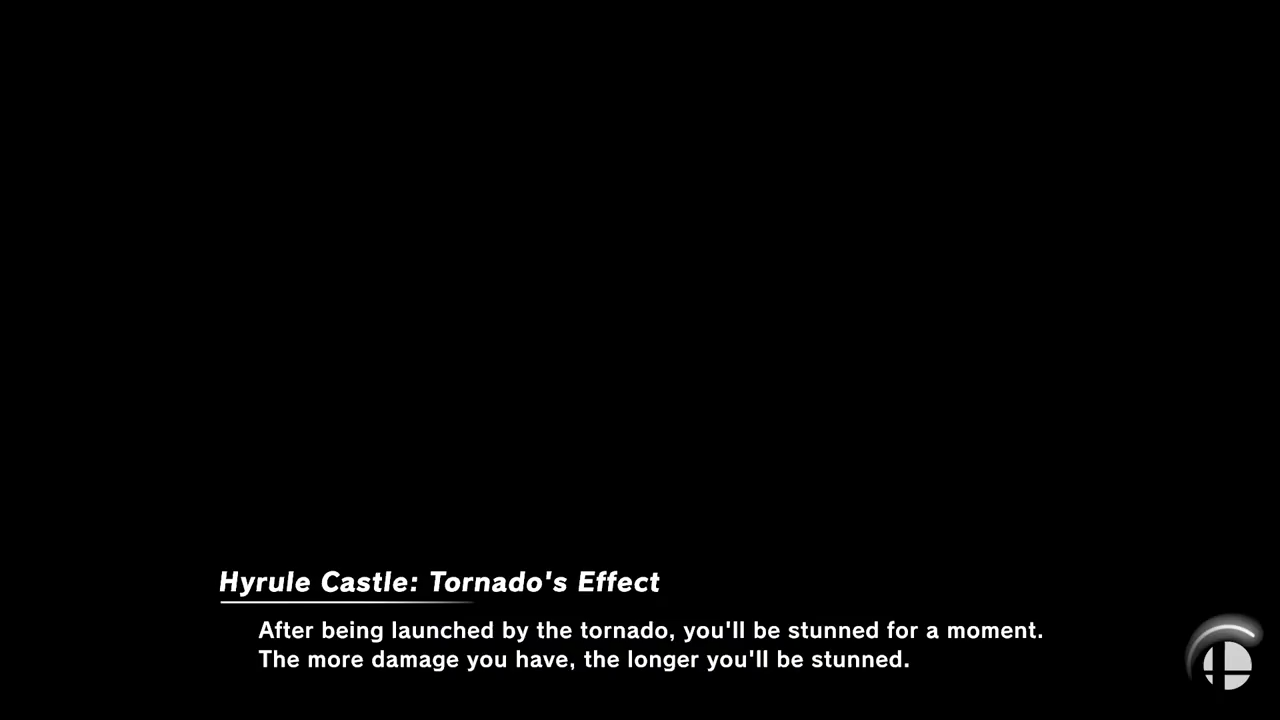 Hyrule Castle: Tornado's Effect
After being launched by the tornado, you'll be stunned for a moment.
The more damage you have, the longer you'll be stunned.